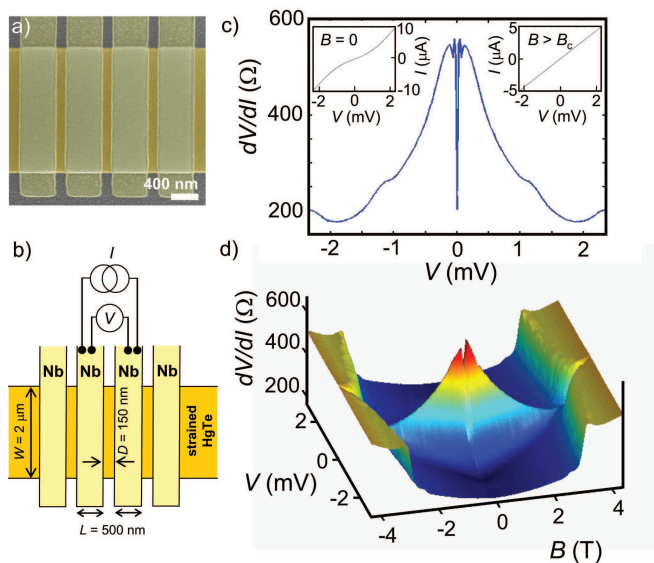 a)
400 nm
b)
I
V
Nb
Nb
Nb
Nb
W = 2 μm
D = 150 nm
strained
HgTe
L = 500 nm
c)
dV/dI (Ω)
600
400
200
-2
-1
0
1
2
V (mV)
B = 0
10
0
-10
I (μA)
-2
0
2
V (mV)
B > Bc
5
0
-5
I (μA)
-2
0
2
V (mV)
d)
dV/dI (Ω)
600
400
200
2
0
-2
V (mV)
-4
-2
0
2
4
B (T)